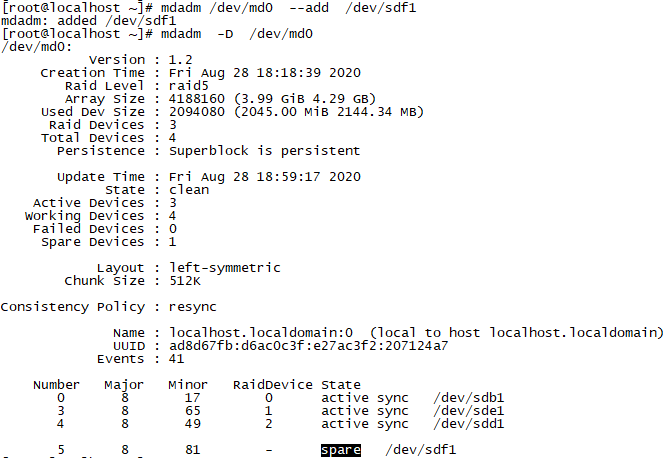 [root@localhost ~]# mdadm /dev/md0  --add  /dev/sdf1
mdadm: added /dev/sdf1
[root@localhost ~]# mdadm  -D  /dev/md0
/dev/md0:
           Version : 1.2
     Creation Time : Fri Aug 28 18:18:39 2020
        Raid Level : raid5
        Array Size : 4188160 (3.99 GiB 4.29 GB)
     Used Dev Size : 2094080 (2045.00 MiB 2144.34 MB)
      Raid Devices : 3
     Total Devices : 4
       Persistence : Superblock is persistent
       Update Time : Fri Aug 28 18:59:17 2020
             State : clean
    Active Devices : 3
   Working Devices : 4
    Failed Devices : 0
     Spare Devices : 1
            Layout : left-symmetric
        Chunk Size : 512K
Consistency Policy : resync
              Name : localhost.localdomain:0  (local to host localhost.localdomain)
              UUID : ad8d67fb:d6ac0c3f:e27ac3f2:207124a7
            Events : 41
    Number   Major   Minor   RaidDevice State
       0       8       17        0      active sync   /dev/sdb1
       3       8       65        1      active sync   /dev/sde1
       4       8       49        2      active sync   /dev/sdd1
       5       8       81        -      spare   /dev/sdf1